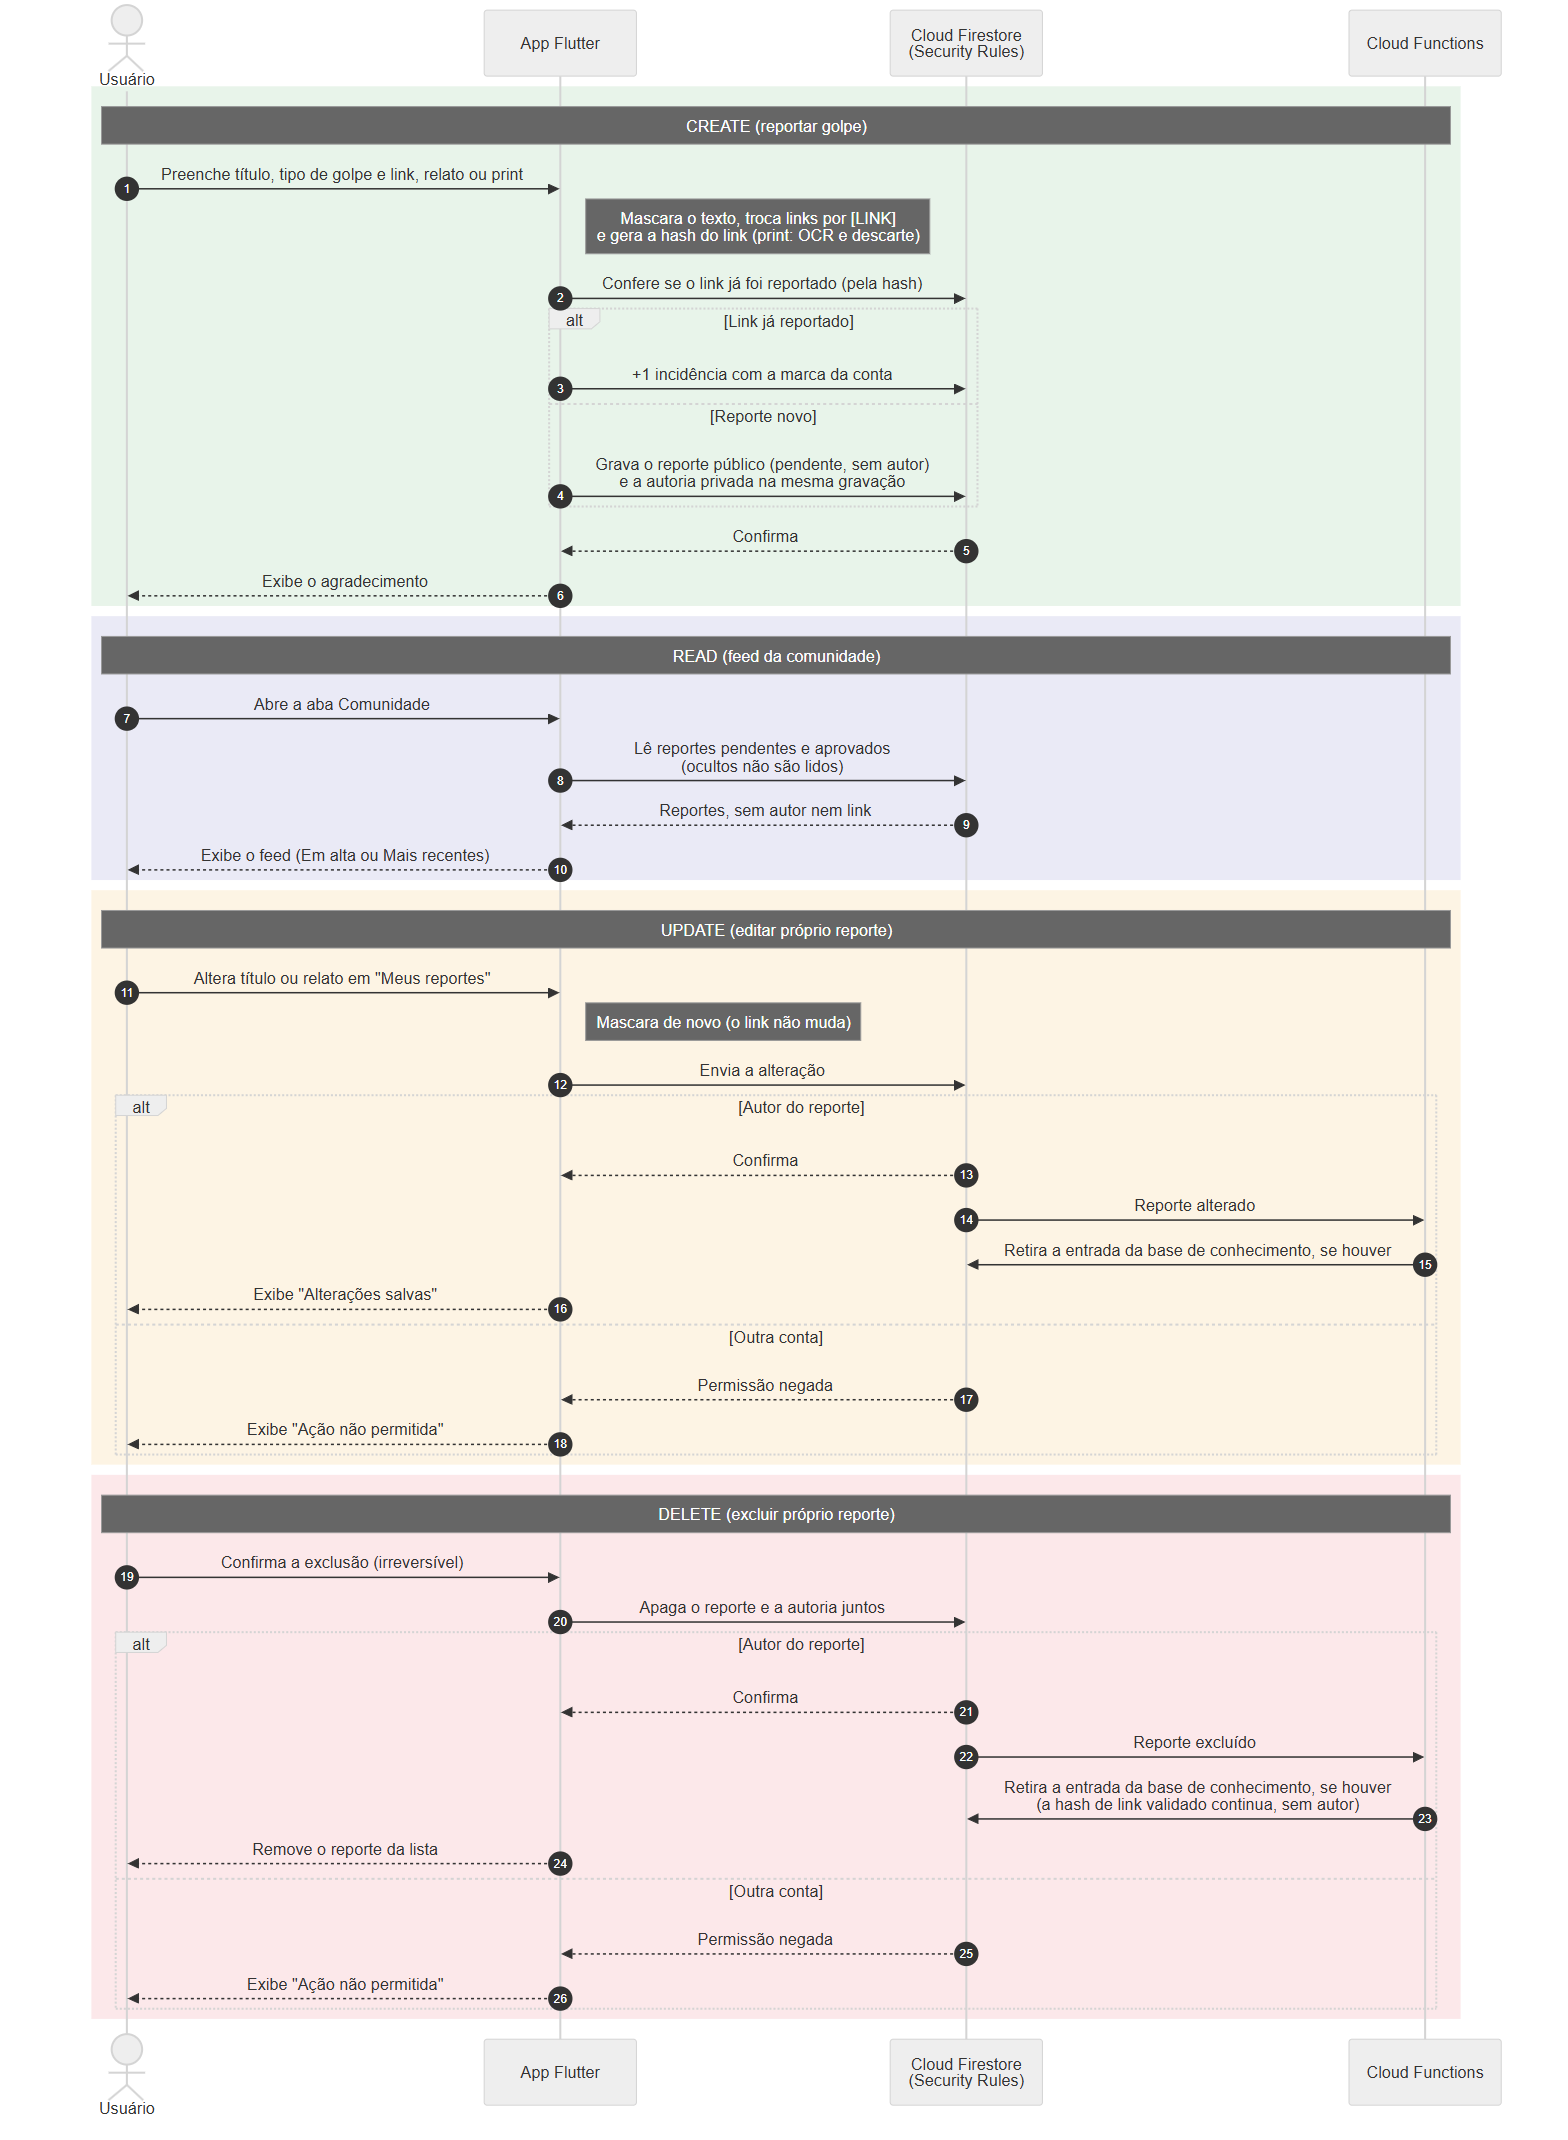 Usuário
App Flutter
Cloud Firestore
(Security Rules)
Cloud Functions
CREATE (reportar golpe)
1
Preenche título, tipo de golpe e link, relato ou print
Mascara o texto, troca links por [LINK]
e gera a hash do link (print: OCR e descarte)
2
Confere se o link já foi reportado (pela hash)
alt
[Link já reportado]
3
+1 incidência com a marca da conta
[Reporte novo]
4
Grava o reporte público (pendente, sem autor)
e a autoria privada na mesma gravação
Confirma
5
Exibe o agradecimento
6
READ (feed da comunidade)
7
Abre a aba Comunidade
8
Lê reportes pendentes e aprovados
(ocultos não são lidos)
Reportes, sem autor nem link
9
Exibe o feed (Em alta ou Mais recentes)
10
UPDATE (editar próprio reporte)
11
Altera título ou relato em "Meus reportes"
Mascara de novo (o link não muda)
12
Envia a alteração
alt
[Autor do reporte]
Confirma
13
14
Reporte alterado
Retira a entrada da base de conhecimento, se houver
15
Exibe "Alterações salvas"
16
[Outra conta]
Permissão negada
17
Exibe "Ação não permitida"
18
DELETE (excluir próprio reporte)
19
Confirma a exclusão (irreversível)
20
Apaga o reporte e a autoria juntos
alt
[Autor do reporte]
Confirma
21
22
Reporte excluído
Retira a entrada da base de conhecimento, se houver
(a hash de link validado continua, sem autor)
23
Remove o reporte da lista
24
[Outra conta]
Permissão negada
25
Exibe "Ação não permitida"
26
Usuário
App Flutter
Cloud Firestore
(Security Rules)
Cloud Functions